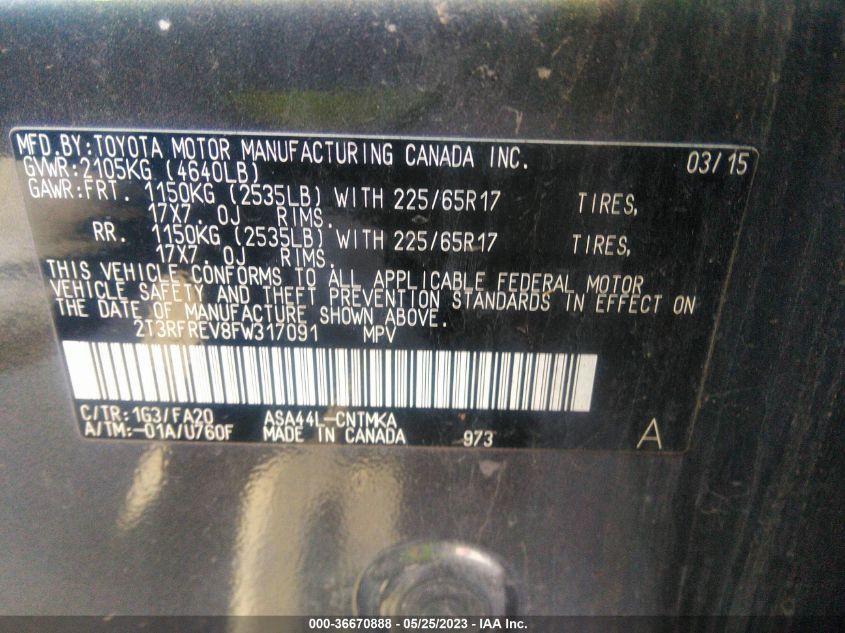 MFD.BY:TOYOTA MOTOR MANUFACTURING CANADA INC. 03/15
GVWR:2105KG (4640LB)
GAWR:FRT. 1150KG (2535LB) WITH 225/65R17 TIRES,
17X7.0J RIMS.
RR. 1150KG (2535LB) WITH 225/65R17 TIRES,
17X7.0J RIMS.
THIS VEHICLE CONFORMS TO ALL APPLICABLE FEDERAL MOTOR
VEHICLE SAFETY AND THEFT PREVENTION STANDARDS IN EFFECT ON
THE DATE OF MANUFACTURE SHOWN ABOVE.
2T3RFREV8FW317091 MPV
C/TR:1G3/FA20 ASA44L-CNTMKA
A/TM:-01A/U760F MADE IN CANADA 973 A
000-36670888 - 05/25/2023 - IAA Inc.